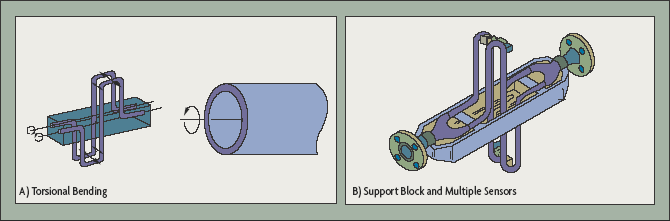 A) Torsional Bending
B) Support Block and Multiple Sensors